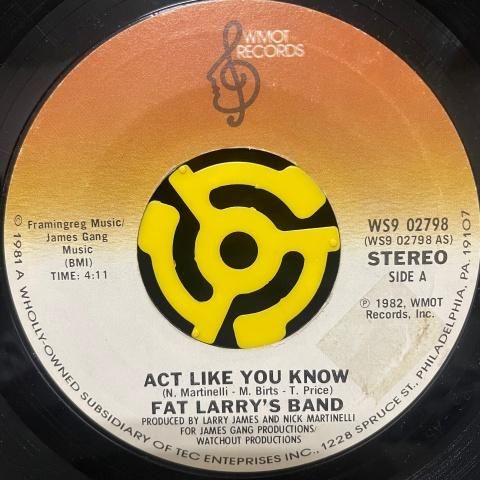 WMOT
RECORDS
Framingreg Music/
James Gang
Music
(BMI)
TIME: 4:11
WS9 02798
(WS9 02798 AS)
STEREO
SIDE A
℗ 1982, WMOT
Records, Inc.
ACT LIKE YOU KNOW
(N. Martinelli - M. Birts - T. Price)
FAT LARRY'S BAND
PRODUCED BY LARRY JAMES AND NICK MARTINELLI
FOR JAMES GANG PRODUCTIONS/
WATCHOUT PRODUCTIONS
© 1981 A WHOLLY-OWNED SUBSIDIARY OF TEC ENTEPRISES INC., 1228 SPRUCE ST., PHILADELPHIA, PA. 19107